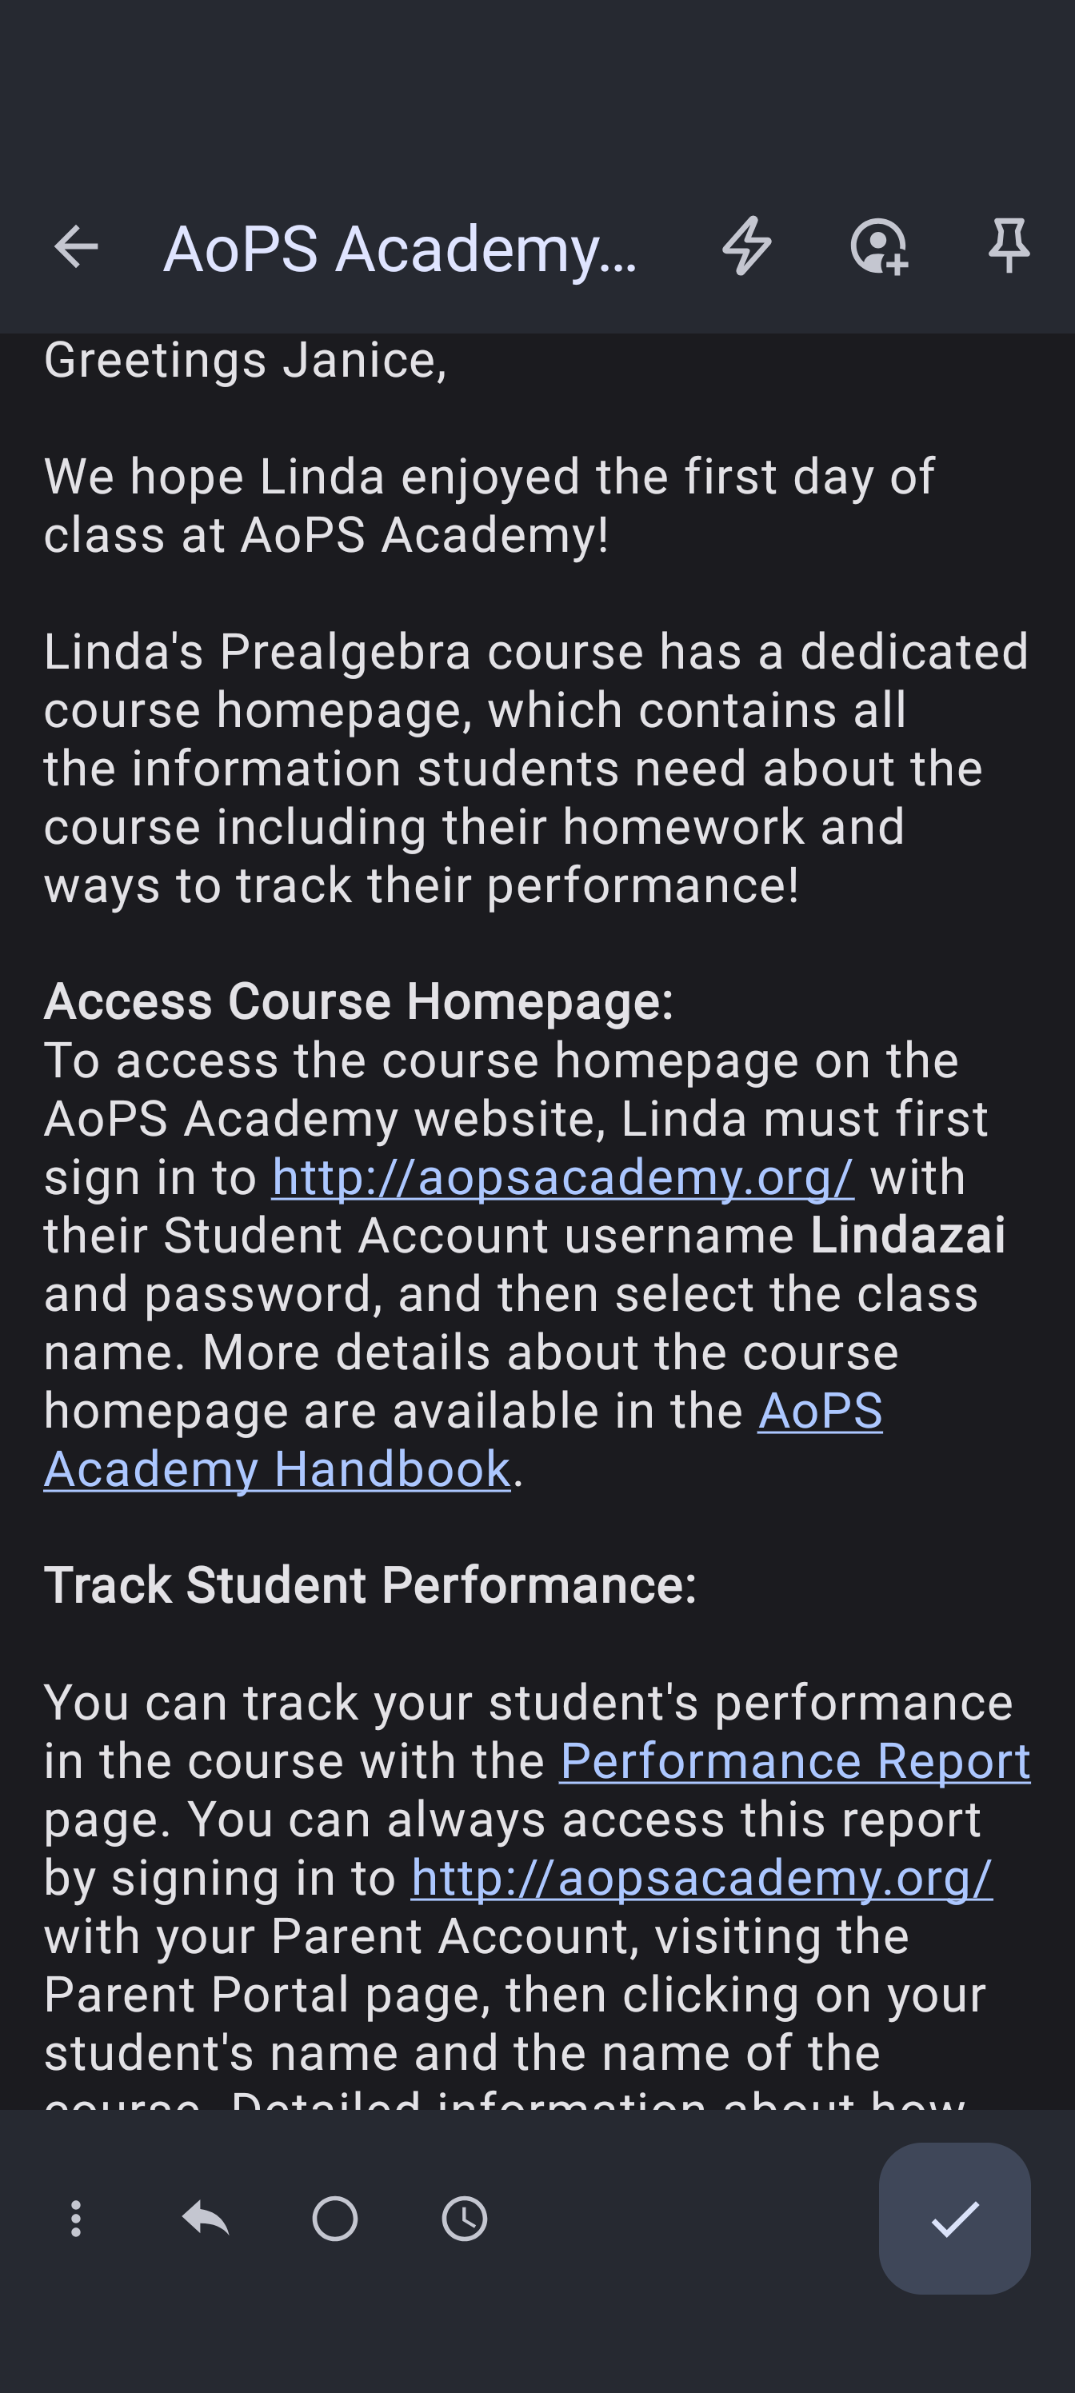 AoPS Academy...
Greetings Janice,
We hope Linda enjoyed the first day of
class at AoPS Academy!
Linda's Prealgebra course has a dedicated
course homepage, which contains all
the information students need about the
course including their homework and
ways to track their performance!
Access Course Homepage:
To access the course homepage on the
AoPS Academy website, Linda must first
sign in to http://aopsacademy.org/ with
their Student Account username Lindazai
and password, and then select the class
name. More details about the course
homepage are available in the AoPS
Academy Handbook.
Track Student Performance:
You can track your student's performance
in the course with the Performance Report
page. You can always access this report
by signing in to http://aopsacademy.org/
with your Parent Account, visiting the
Parent Portal page, then clicking on your
student's name and the name of the
course. Detailed information about how